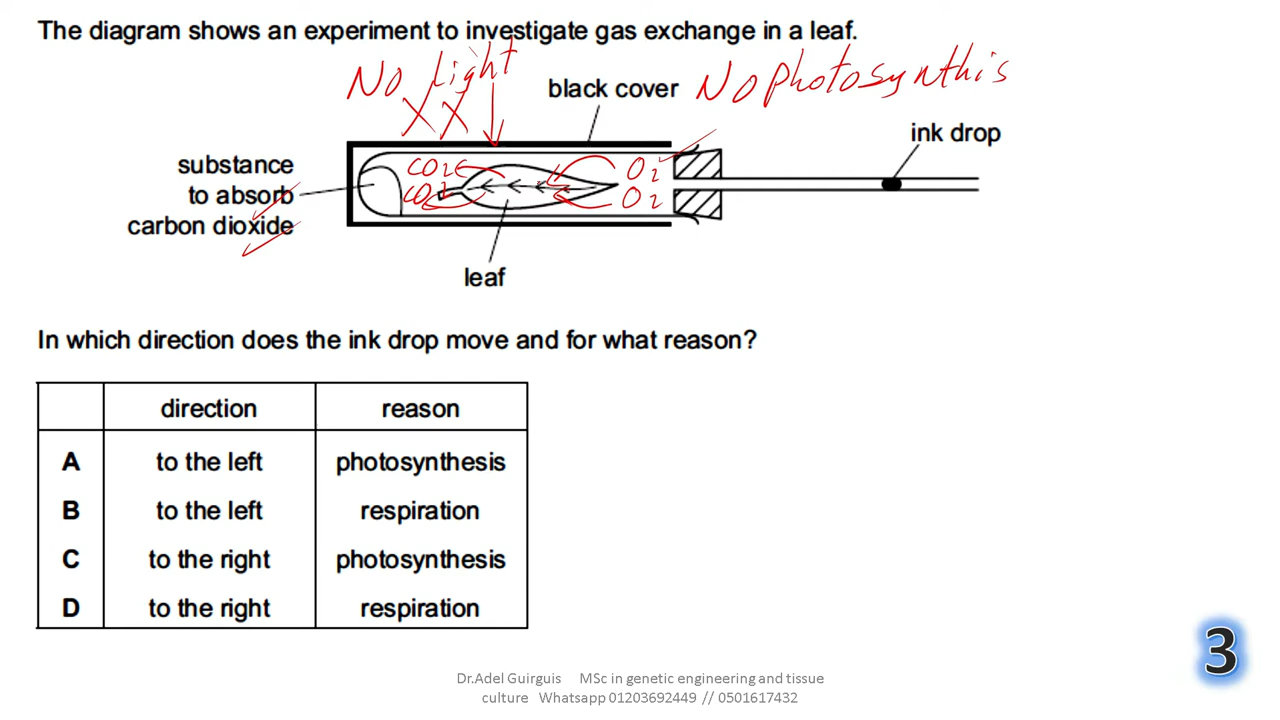 The diagram shows an experiment to investigate gas exchange in a leaf.
No light
XX
No photosynthis
black cover
ink drop
substance
to absorb
carbon dioxide
CO2
CO2
O2
O2
leaf
In which direction does the ink drop move and for what reason?
direction reason
A to the left photosynthesis
B to the left respiration
C to the right photosynthesis
D to the right respiration
3
Dr.Adel Guirguis MSc in genetic engineering and tissue
culture Whatsapp 01203692449 // 0501617432